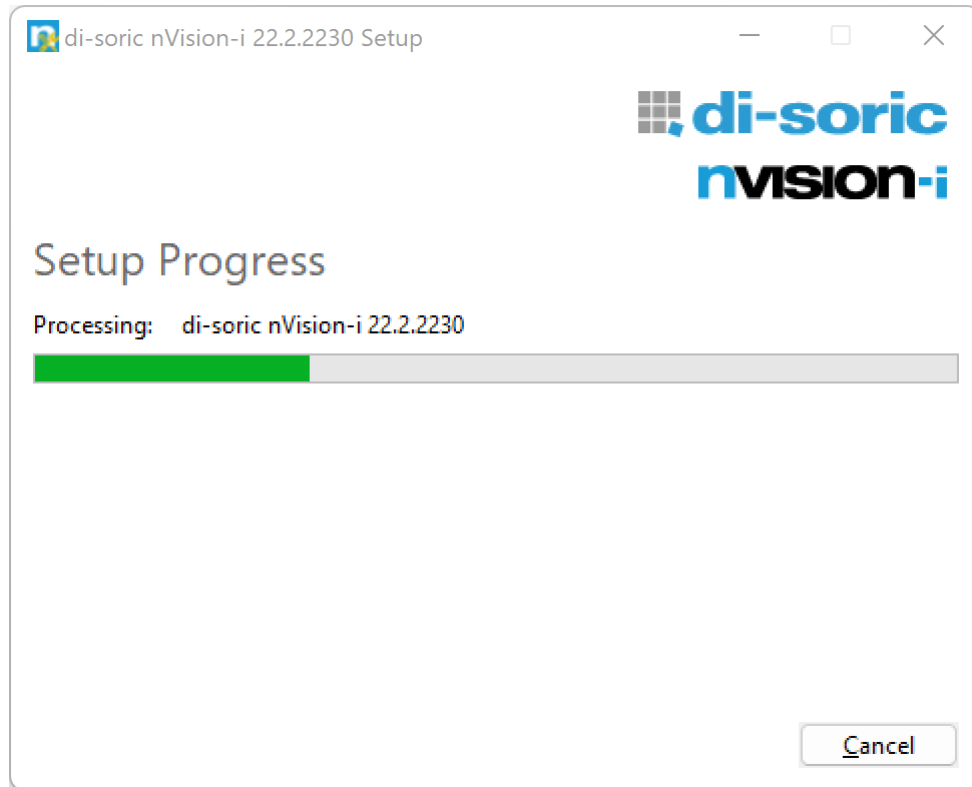 di-soric nVision-i 22.2.2230 Setup
di-soric
nvision-i
Setup Progress
Processing: di-soric nVision-i 22.2.2230
Cancel